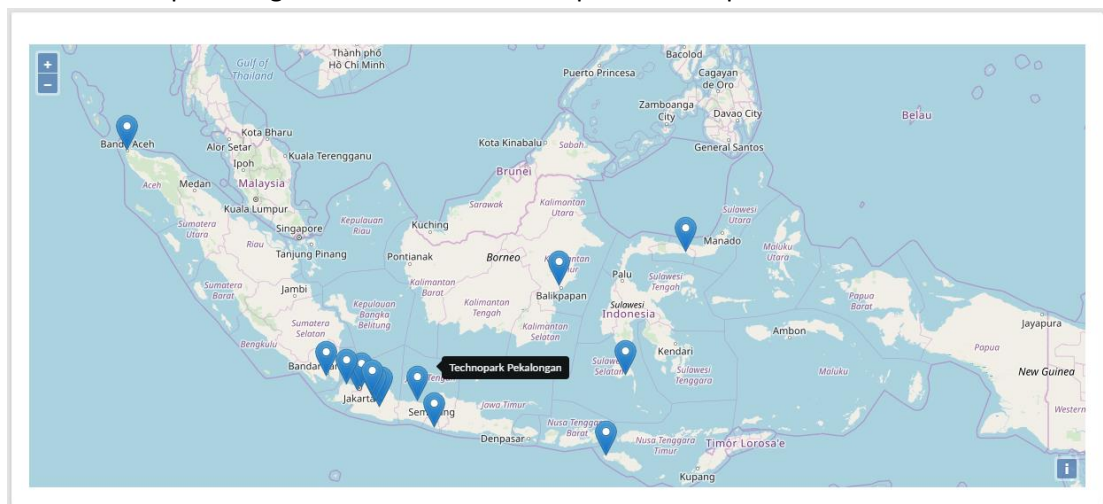 +
−
Gulf of
Thailand
Thành phố
Hồ Chí Minh
Bacolod
Puerto Princesa
Cagayan
de Oro
Zamboanga
City
Davao City
Belau
General Santos
Kota Bharu
Kota Kinabalu
Sabah
Alor Setar
Kuala Terengganu
Ipoh
Brunei
Aceh
Medan
Malaysia
Kuala Lumpur
Sarawak
Kalimantan
Utara
Sulawesi
Utara
Sumatera
Utara
Kepulauan
Riau
Kuching
Singapore
Manado
Maluku
Utara
Riau
Tanjung Pinang
Pontianak
Borneo
Palu
Sulawesi
Tengah
Jambi
Kalimantan
Barat
Balikpapan
Sumatera
Barat
Kepulauan
Bangka
Belitung
Kalimantan
Tengah
Sulawesi
Indonesia
Papua
Barat
Sumatera
Selatan
Kalimantan
Selatan
Ambon
Jayapura
Bengkulu
Kendari
Papua
Technopark Pekalongan
Sulawesi
Tenggara
Maluku
New Guinea
Jakarta
Jawa Timur
Western
Nusa Tenggara
Barat
Denpasar
Nusa Tenggara
Timur
Timór Lorosa'e
Kupang
i